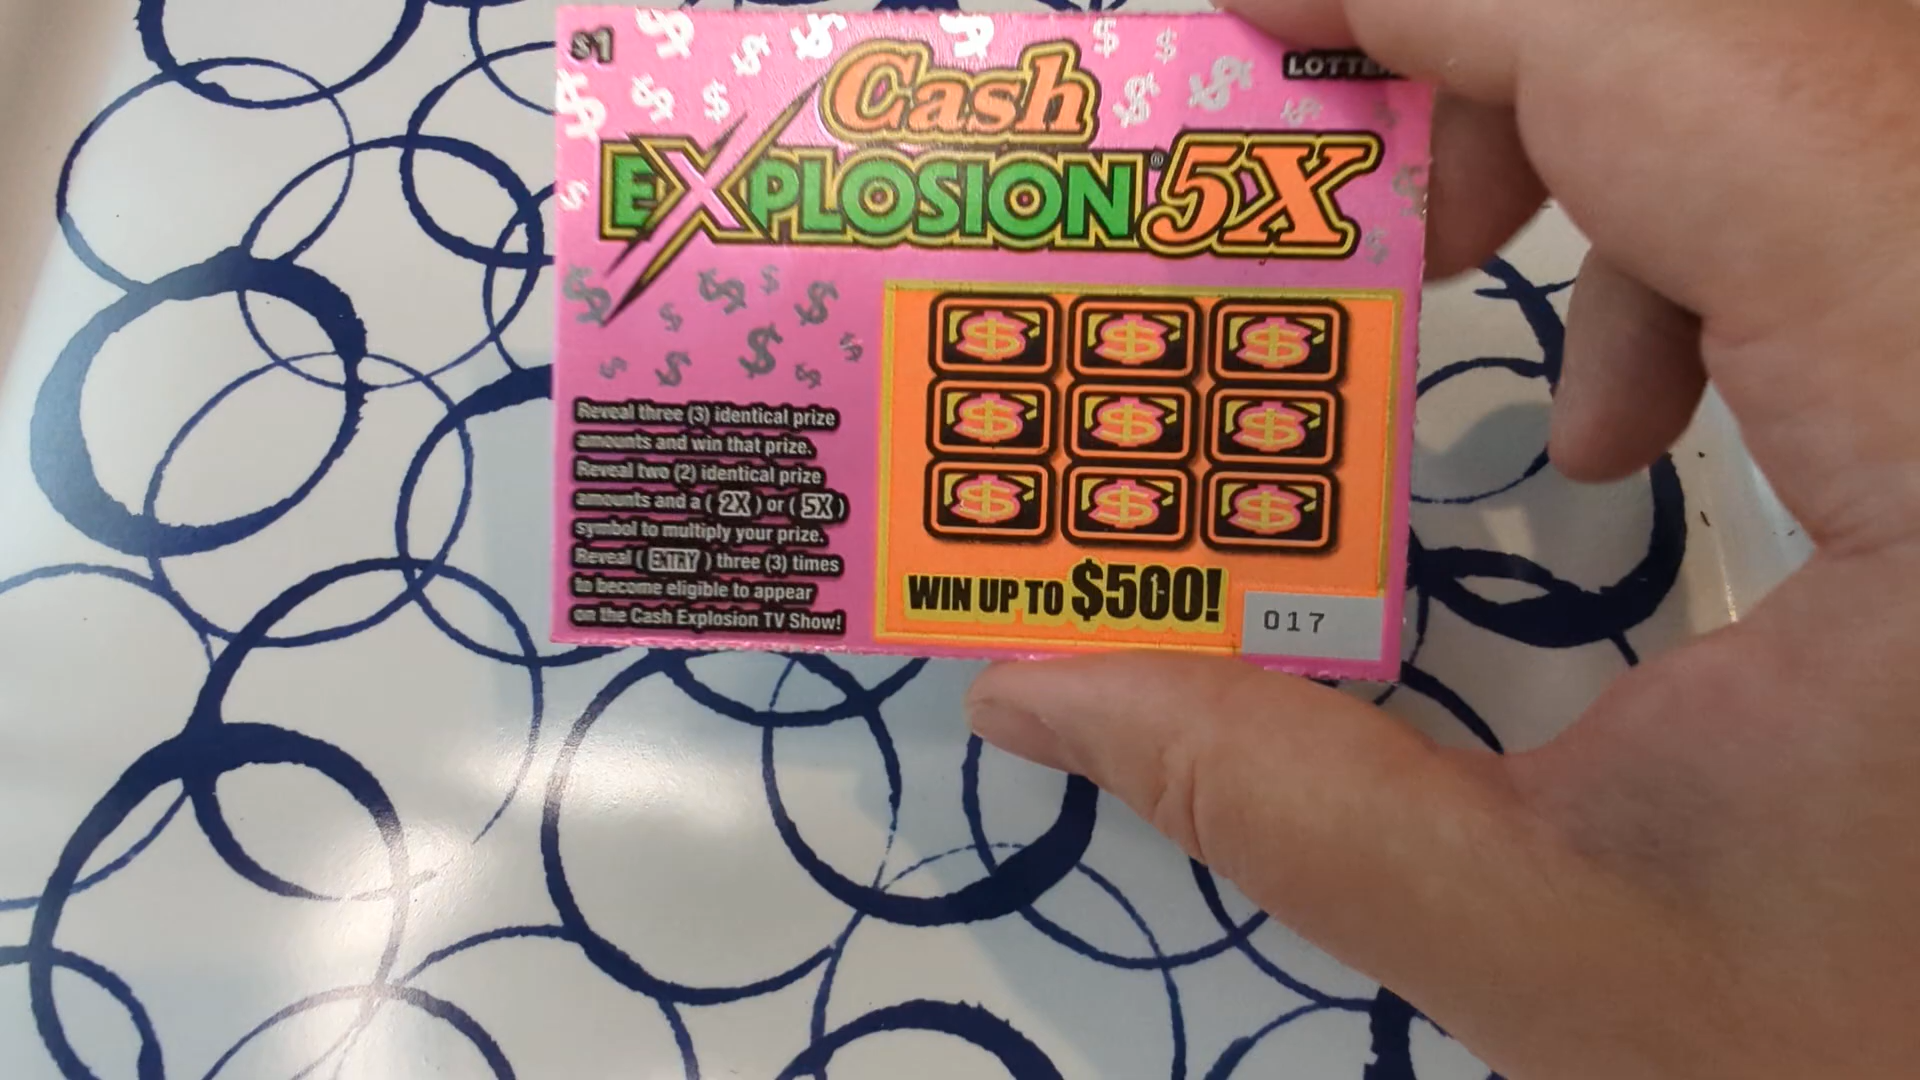 $1
Cash
EXPLOSION® 5X
Reveal three (3) identical prize
amounts and win that prize.
Reveal two (2) identical prize
amounts and a ( 2X ) or ( 5X )
symbol to multiply your prize.
Reveal ( ENTRY ) three (3) times
to become eligible to appear
on the Cash Explosion TV Show!
WIN UP TO $500!
017